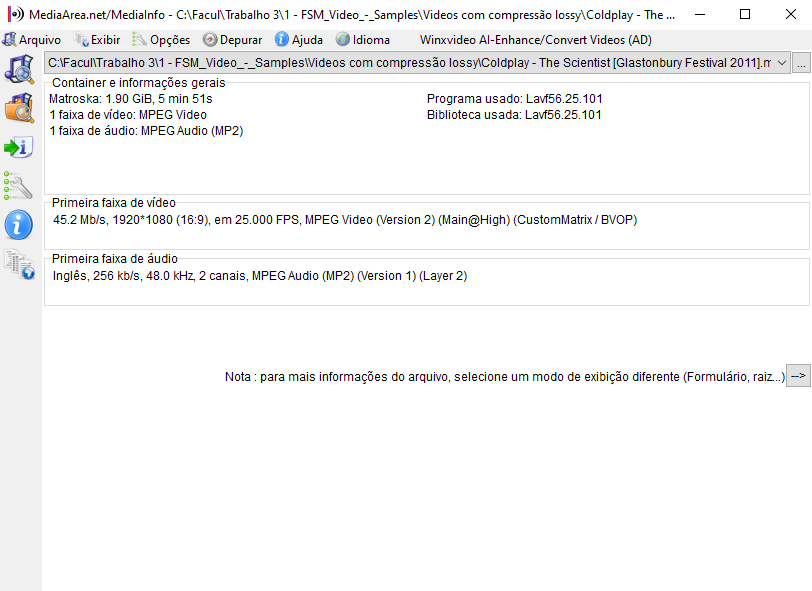 MediaArea.net/MediaInfo - C:\Facul\Trabalho 3\1 - FSM_Video_-_Samples\Videos com compressão lossy\Coldplay - The ...
Arquivo Exibir Opções Depurar Ajuda Idioma Winxvideo AI-Enhance/Convert Videos (AD)
C:\Facul\Trabalho 3\1 - FSM_Video_-_Samples\Videos com compressão lossy\Coldplay - The Scientist [Glastonbury Festival 2011].m ...
Container e informações gerais
Matroska: 1.90 GiB, 5 min 51s Programa usado: Lavf56.25.101
1 faixa de vídeo: MPEG Video Biblioteca usada: Lavf56.25.101
1 faixa de áudio: MPEG Audio (MP2)
Primeira faixa de vídeo
45.2 Mb/s, 1920*1080 (16:9), em 25.000 FPS, MPEG Video (Version 2) (Main@High) (CustomMatrix / BVOP)
Primeira faixa de áudio
Inglês, 256 kb/s, 48.0 kHz, 2 canais, MPEG Audio (MP2) (Version 1) (Layer 2)
Nota : para mais informações do arquivo, selecione um modo de exibição diferente (Formulário, raiz...) -->